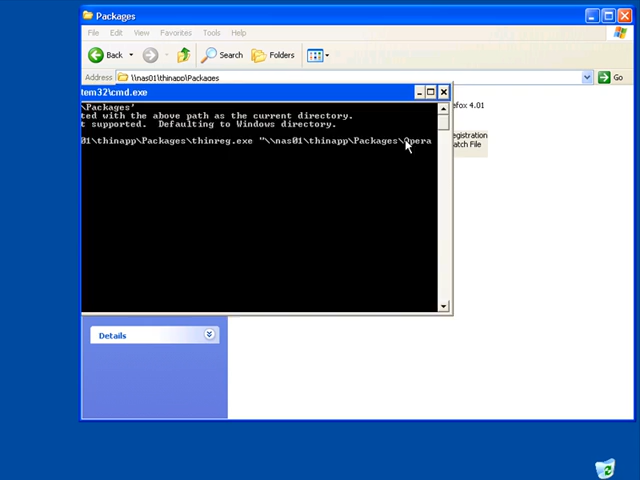 Packages
File Edit View Favorites Tools Help
Back Search Folders
Address \\nas01\thinapp\Packages Go
tem32\cmd.exe
\Packages'
ted with the above path as the current directory.
t supported. Defaulting to Windows directory.
01\thinapp\Packages\thinreg.exe "\\nas01\thinapp\Packages\Opera
efox 4.01
egistration
atch File
Details